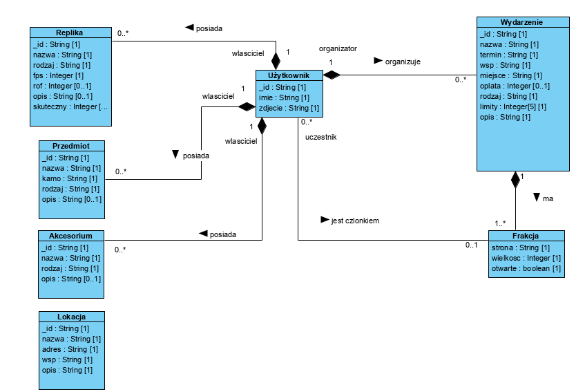 Replika
_id : String [1]
nazwa : String [1]
rodzaj : String [1]
fps : Integer [1]
rof : Integer [0..1]
opis : String [0..1]
skuteczny : Integer [...
0..*
posiada
wlasciciel
1
Użytkownik
_id : String [1]
imie : String [1]
zdjecie : String [1]
organizator
1
organizuje
0..*
Wydarzenie
_id : String [1]
nazwa : String [1]
termin : String [1]
wsp : String [1]
miejsce : String [1]
oplata : Integer [0..1]
rodzaj : String [1]
limity : Integer[5] [1]
opis : String [1]
wlasciciel
1
posiada
0..*
Przedmiot
_id : String [1]
nazwa : String [1]
kamo : String [1]
rodzaj : String [1]
opis : String [0..1]
1
wlasciciel
posiada
0..*
Akcesorium
_id : String [1]
nazwa : String [1]
rodzaj : String [1]
opis : String [0..1]
0..*
uczestnik
jest czlonkiem
0..1
1
ma
1..*
Frakcja
strona : String [1]
wielkosc : Integer [1]
otwarte : boolean [1]
Lokacja
_id : String [1]
nazwa : String [1]
adres : String [1]
wsp : String [1]
opis : String [1]